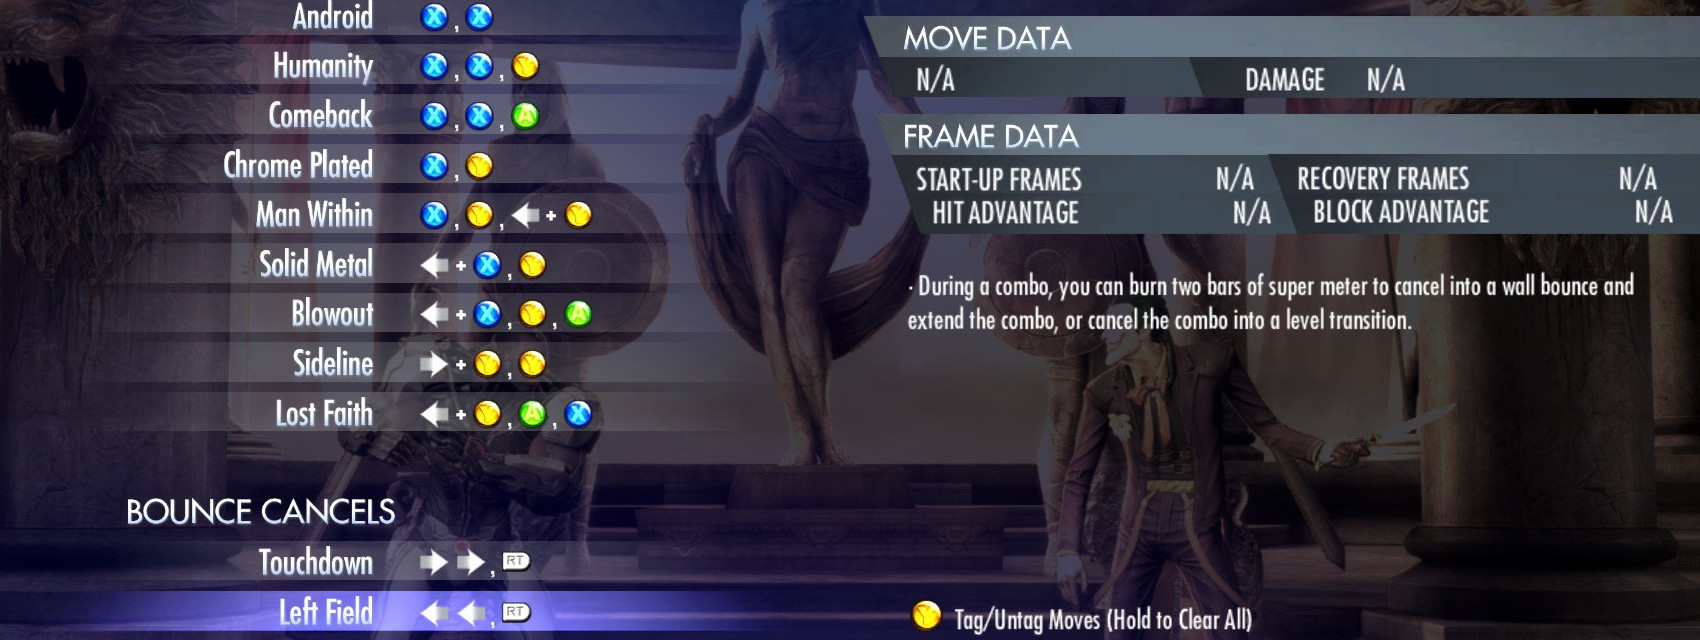 Android X , X
Humanity X , X , Y
Comeback X , X , A
Chrome Plated X , Y
Man Within X , Y , + Y
Solid Metal + X , Y
Blowout + X , Y , A
Sideline + Y , Y
Lost Faith + Y , A , X
BOUNCE CANCELS
Touchdown , RT
Left Field , RT
MOVE DATA
N/A DAMAGE N/A
FRAME DATA
START-UP FRAMES N/A RECOVERY FRAMES N/A
HIT ADVANTAGE N/A BLOCK ADVANTAGE N/A
· During a combo, you can burn two bars of super meter to cancel into a wall bounce and
extend the combo, or cancel the combo into a level transition.
Y Tag/Untag Moves (Hold to Clear All)